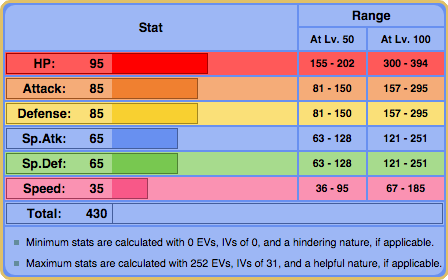 Stat Range
At Lv. 50 At Lv. 100
HP: 95 155 - 202 300 - 394
Attack: 85 81 - 150 157 - 295
Defense: 85 81 - 150 157 - 295
Sp.Atk: 65 63 - 128 121 - 251
Sp.Def: 65 63 - 128 121 - 251
Speed: 35 36 - 95 67 - 185
Total: 430
Minimum stats are calculated with 0 EVs, IVs of 0, and a hindering nature, if applicable.
Maximum stats are calculated with 252 EVs, IVs of 31, and a helpful nature, if applicable.